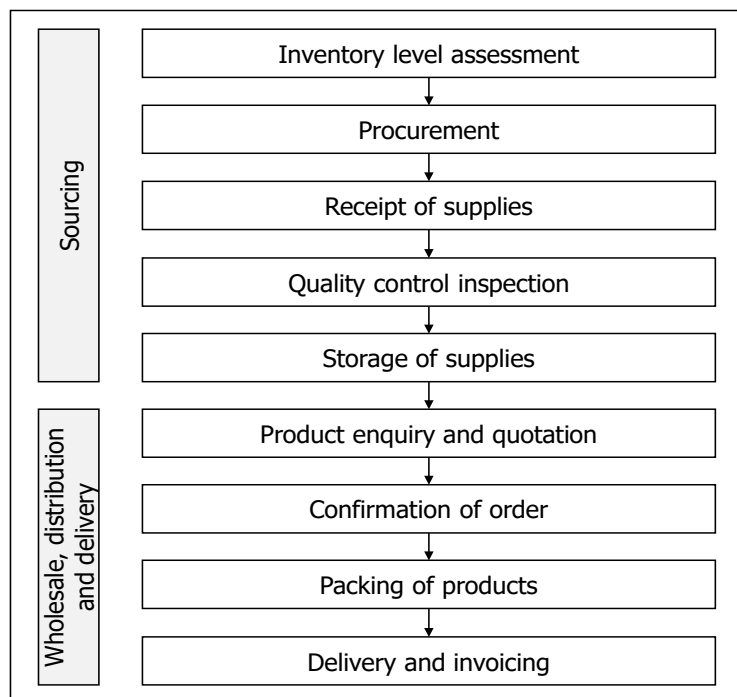 Sourcing
Inventory level assessment
Procurement
Receipt of supplies
Quality control inspection
Storage of supplies
Wholesale, distribution
and delivery
Product enquiry and quotation
Confirmation of order
Packing of products
Delivery and invoicing